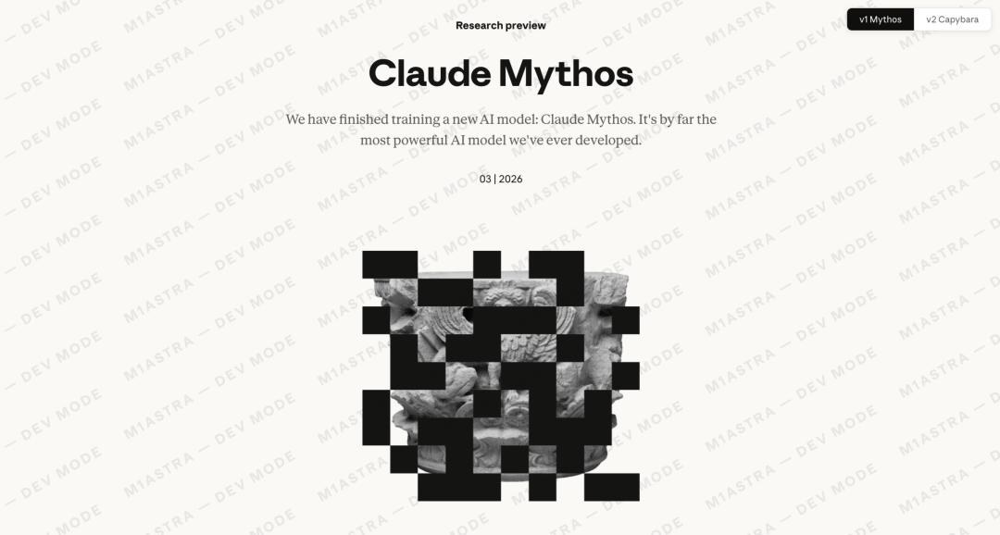 v1 Mythos
v2 Capybara
Research preview
Claude Mythos
We have finished training a new AI model: Claude Mythos. It's by far the
most powerful AI model we've ever developed.
03 | 2026
M1ASTRA — DEV MODE